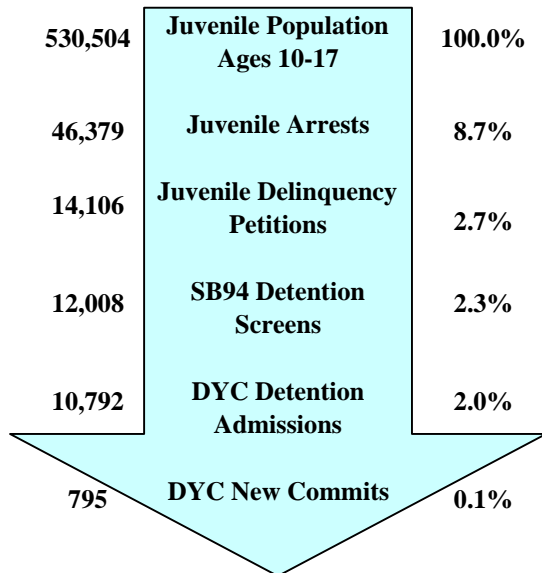 530,504 Juvenile Population Ages 10-17 100.0%
46,379 Juvenile Arrests 8.7%
14,106 Juvenile Delinquency Petitions 2.7%
12,008 SB94 Detention Screens 2.3%
10,792 DYC Detention Admissions 2.0%
795 DYC New Commits 0.1%